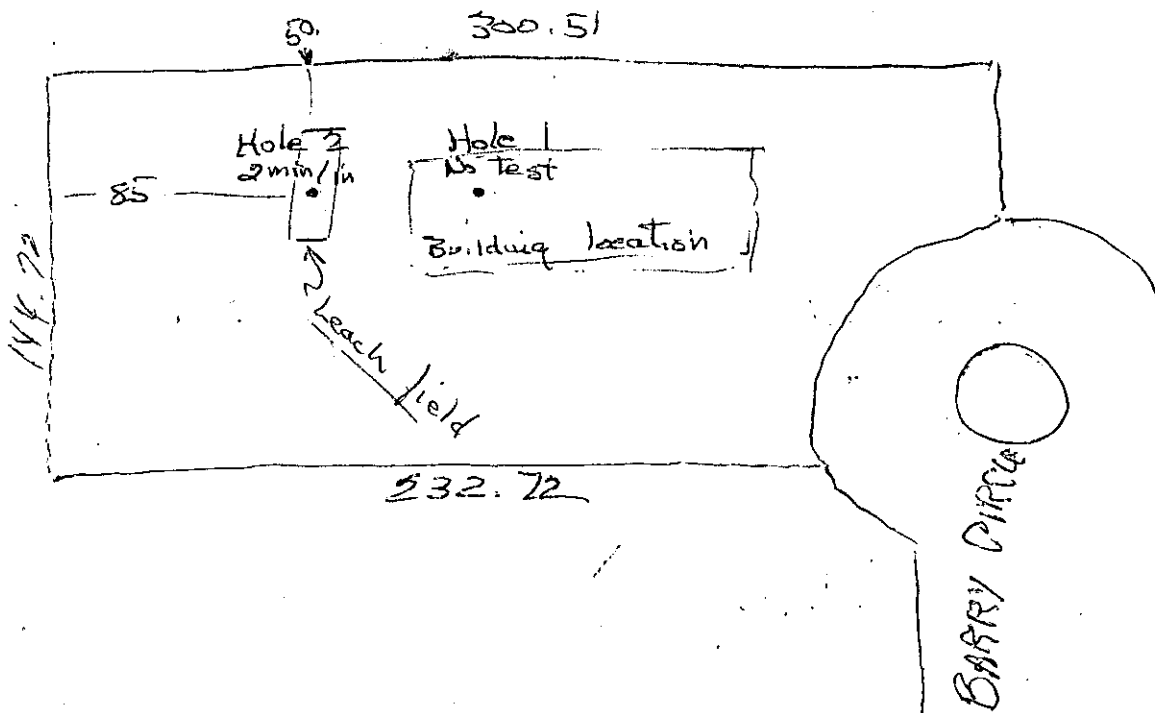 50.
300.51
Hole 2
2min/in
Hole 1
No Test
85
Building location
144.72
Leach field
232.72
BARRY CIRCLE